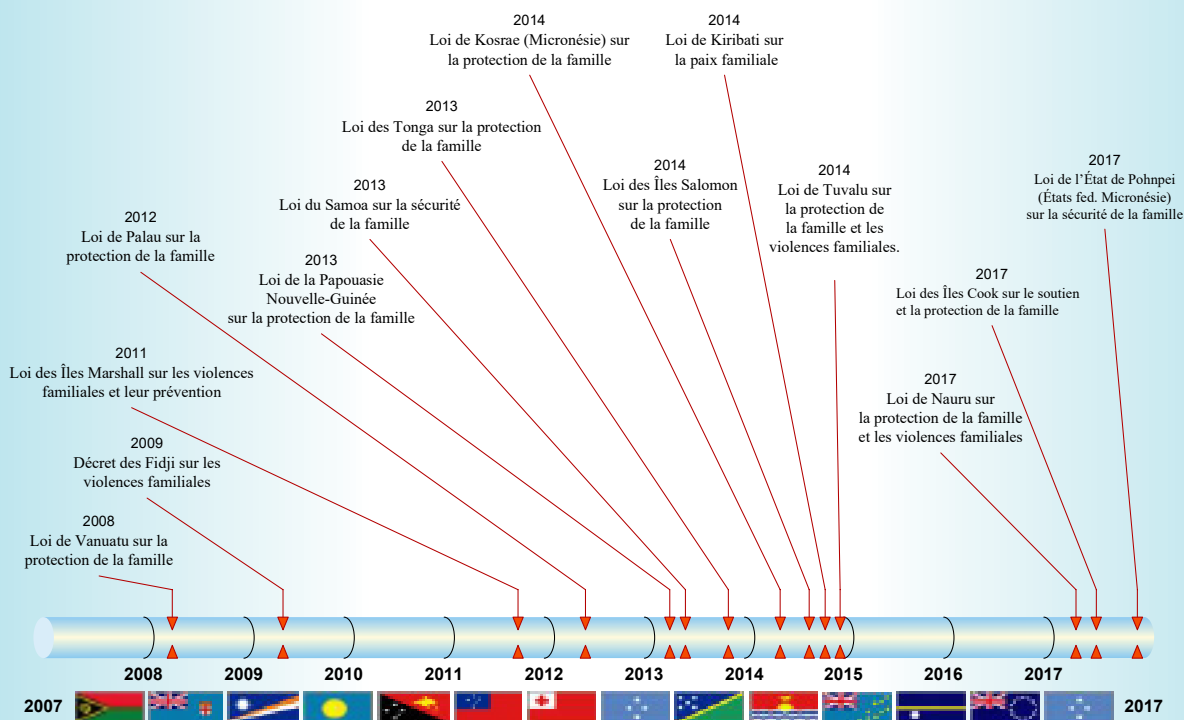 2008
Loi de Vanuatu sur la
protection de la famille
2009
Décret des Fidji sur les
violences familiales
2011
Loi des Îles Marshall sur les violences
familiales et leur prévention
2012
Loi de Palau sur la
protection de la famille
2013
Loi de la Papouasie
Nouvelle-Guinée
sur la protection de la famille
2013
Loi du Samoa sur la sécurité
de la famille
2013
Loi des Tonga sur la protection
de la famille
2014
Loi de Kosrae (Micronésie) sur
la protection de la famille
2014
Loi des Îles Salomon
sur la protection
de la famille
2014
Loi de Kiribati sur
la paix familiale
2014
Loi de Tuvalu sur
la protection de
la famille et les
violences familiales.
2017
Loi de Nauru sur
la protection de la famille
et les violences familiales
2017
Loi des Îles Cook sur le soutien
et la protection de la famille
2017
Loi de l’État de Pohnpei
(États fed. Micronésie)
sur la sécurité de la famille
2008 2009 2010 2011 2012 2013 2014 2015 2016 2017
2007 2017